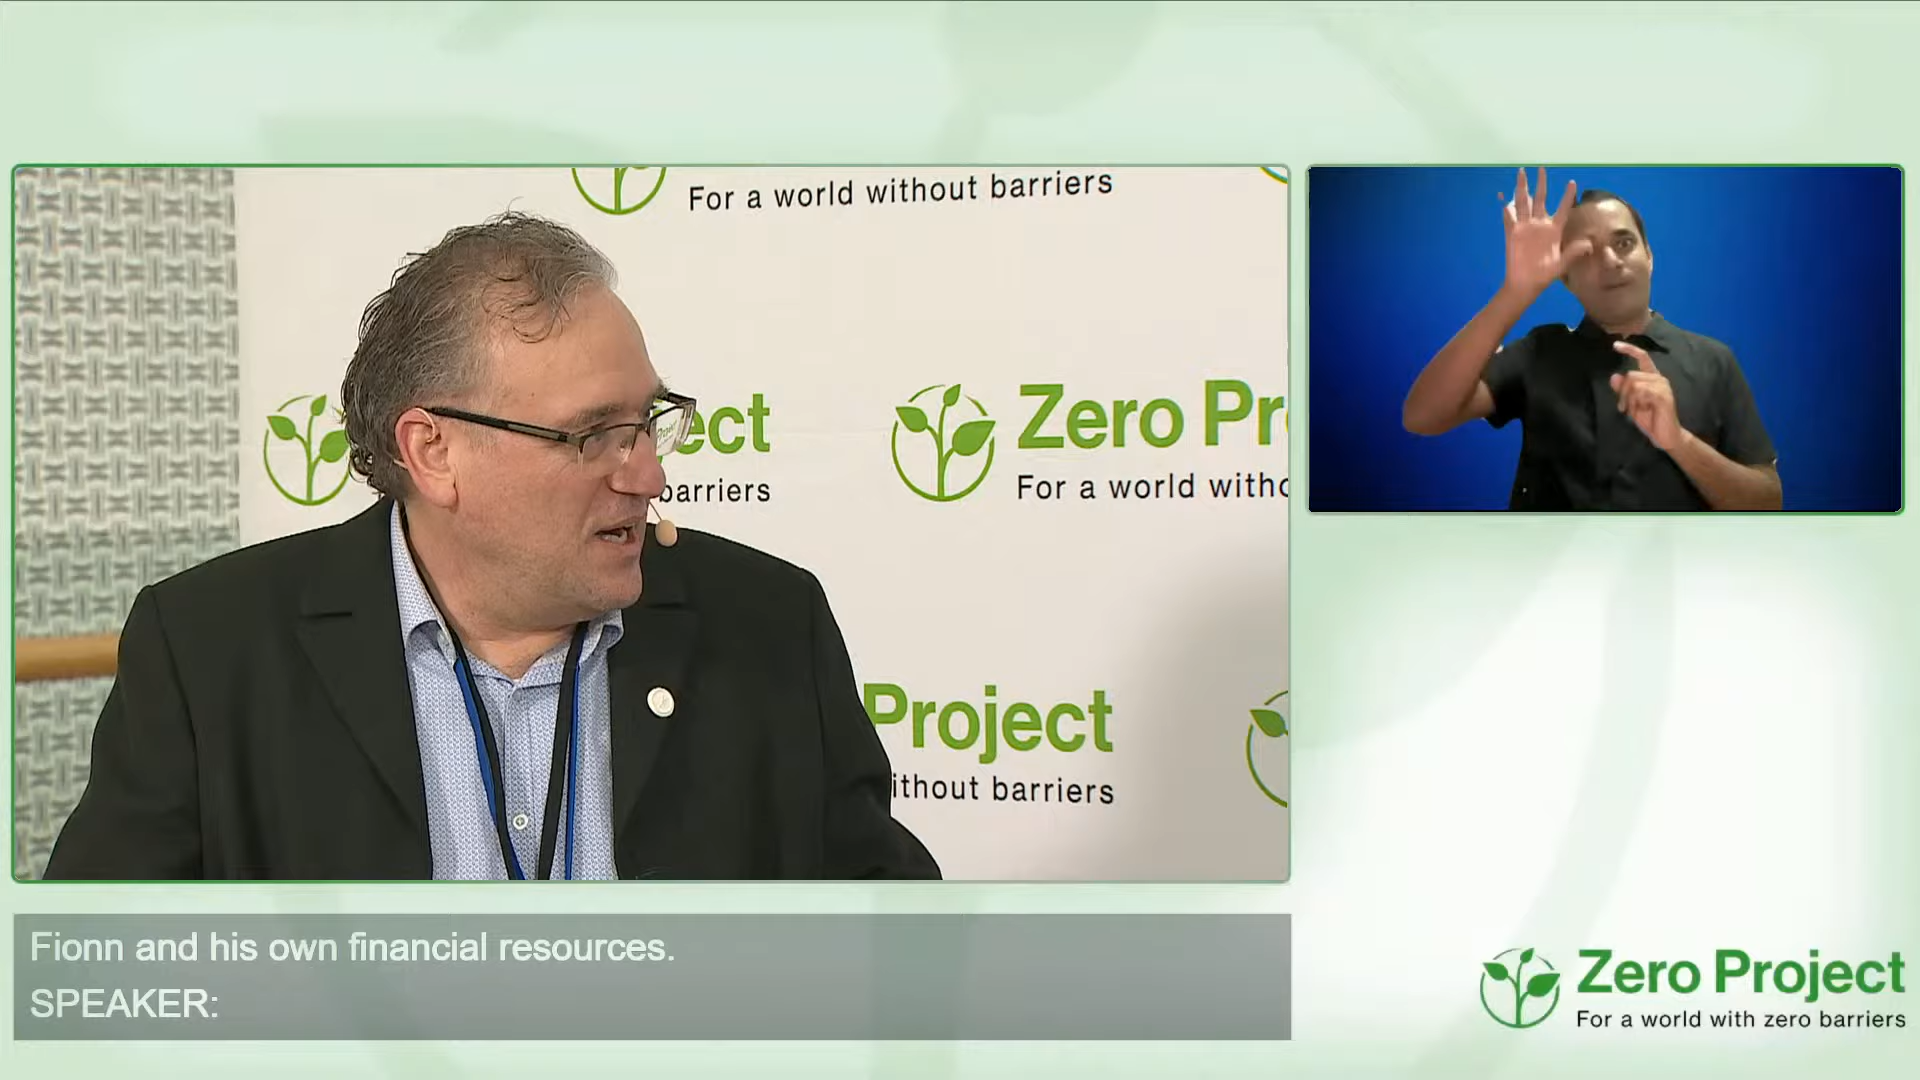 For a world without barriers
ect
barriers
Zero Pr
For a world witho
Project
ithout barriers
Fionn and his own financial resources.
SPEAKER:
Zero Project
For a world with zero barriers